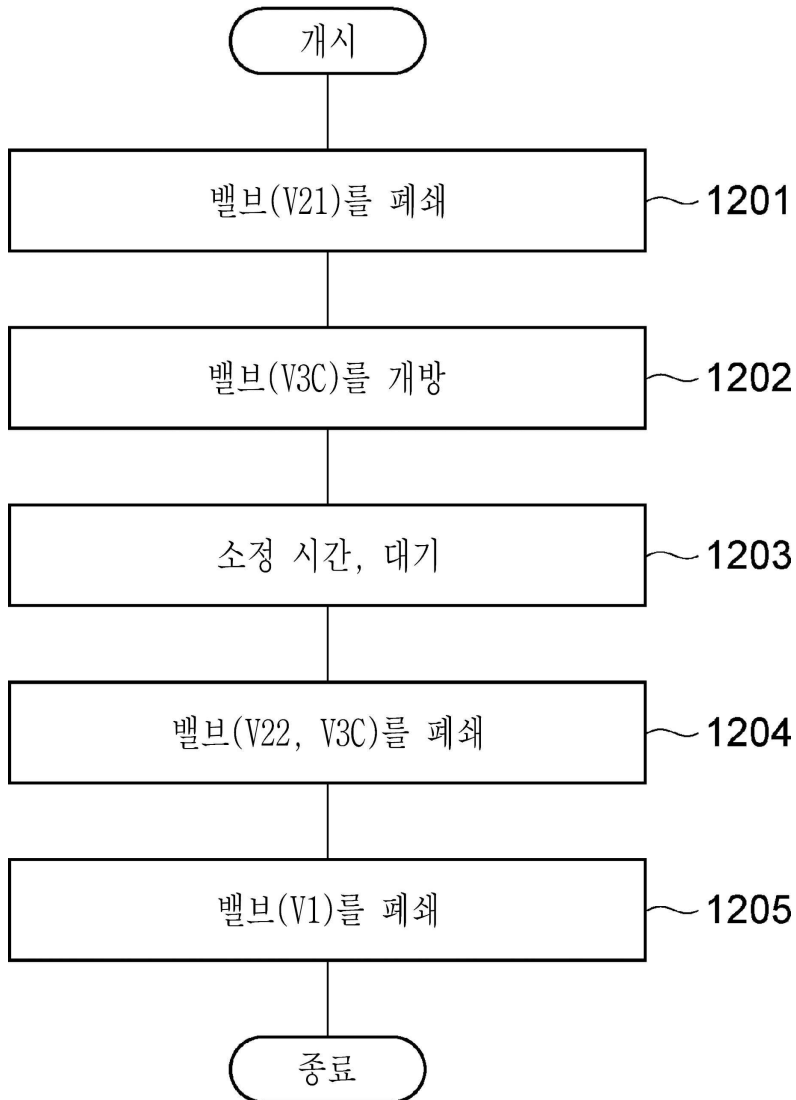 개시
밸브(V21)를 폐쇄
1201
밸브(V3C)를 개방
1202
소정 시간, 대기
1203
밸브(V22, V3C)를 폐쇄
1204
밸브(V1)를 폐쇄
1205
종료